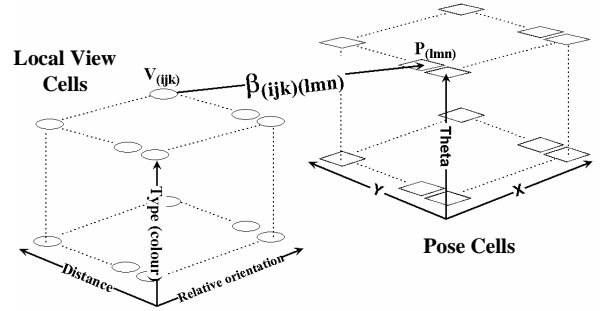 Local View
Cells
V(ijk)
β(ijk)(lmn)
P(lmn)
Type (colour)
Distance
Relative orientation
Theta
Y
X
Pose Cells